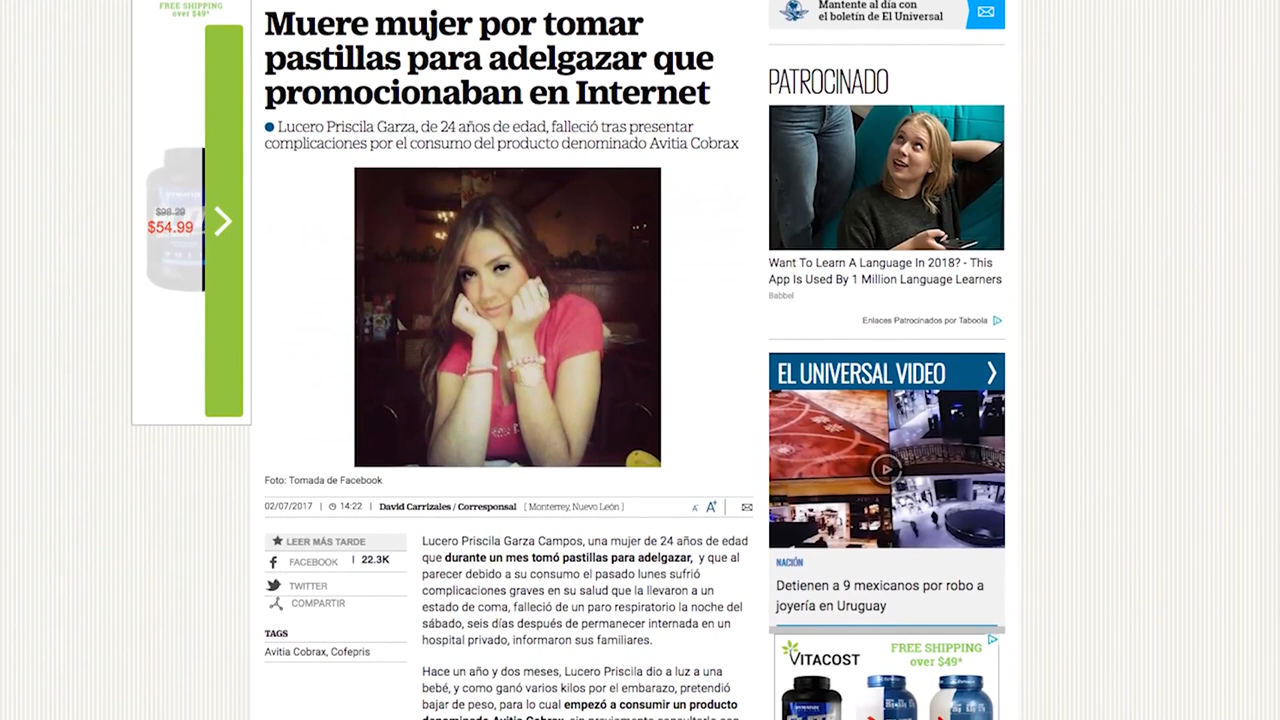 FREE SHIPPING
over $49*
$98.29
$54.99
Muere mujer por tomar
pastillas para adelgazar que
promocionaban en Internet
Lucero Priscila Garza, de 24 años de edad, falleció tras presentar
complicaciones por el consumo del producto denominado Avitia Cobrax
Foto: Tomada de Facebook
02/07/2017 | 14:22 | David Carrizales / Corresponsal [ Monterrey, Nuevo León ]
A- A+
LEER MÁS TARDE
FACEBOOK | 22.3K
TWITTER
COMPARTIR
TAGS
Avitia Cobrax, Cofepris
Lucero Priscila Garza Campos, una mujer de 24 años de edad
que durante un mes tomó pastillas para adelgazar, y que al
parecer debido a su consumo el pasado lunes sufrió
complicaciones graves en su salud que la llevaron a un
estado de coma, falleció de un paro respiratorio la noche del
sábado, seis días después de permanecer internada en un
hospital privado, informaron sus familiares.
Hace un año y dos meses, Lucero Priscila dio a luz a una
bebé, y como ganó varios kilos por el embarazo, pretendió
bajar de peso, para lo cual empezó a consumir un producto
denominado Avitia Cobrax, sin previamente consultarlo con
Mantente al día con
el boletín de El Universal
PATROCINADO
Want To Learn A Language In 2018? - This
App Is Used By 1 Million Language Learners
Babbel
Enlaces Patrocinados por Taboola
EL UNIVERSAL VIDEO
NACIÓN
Detienen a 9 mexicanos por robo a
joyería en Uruguay
VITACOST
FREE SHIPPING
over $49*